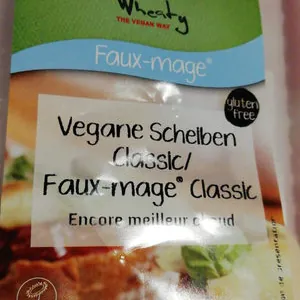 Wheaty
THE VEGAN WAY
Faux-mage®
gluten
free
Vegane Scheiben
Classic/
Faux-mage® Classic
Encore meilleur chaud